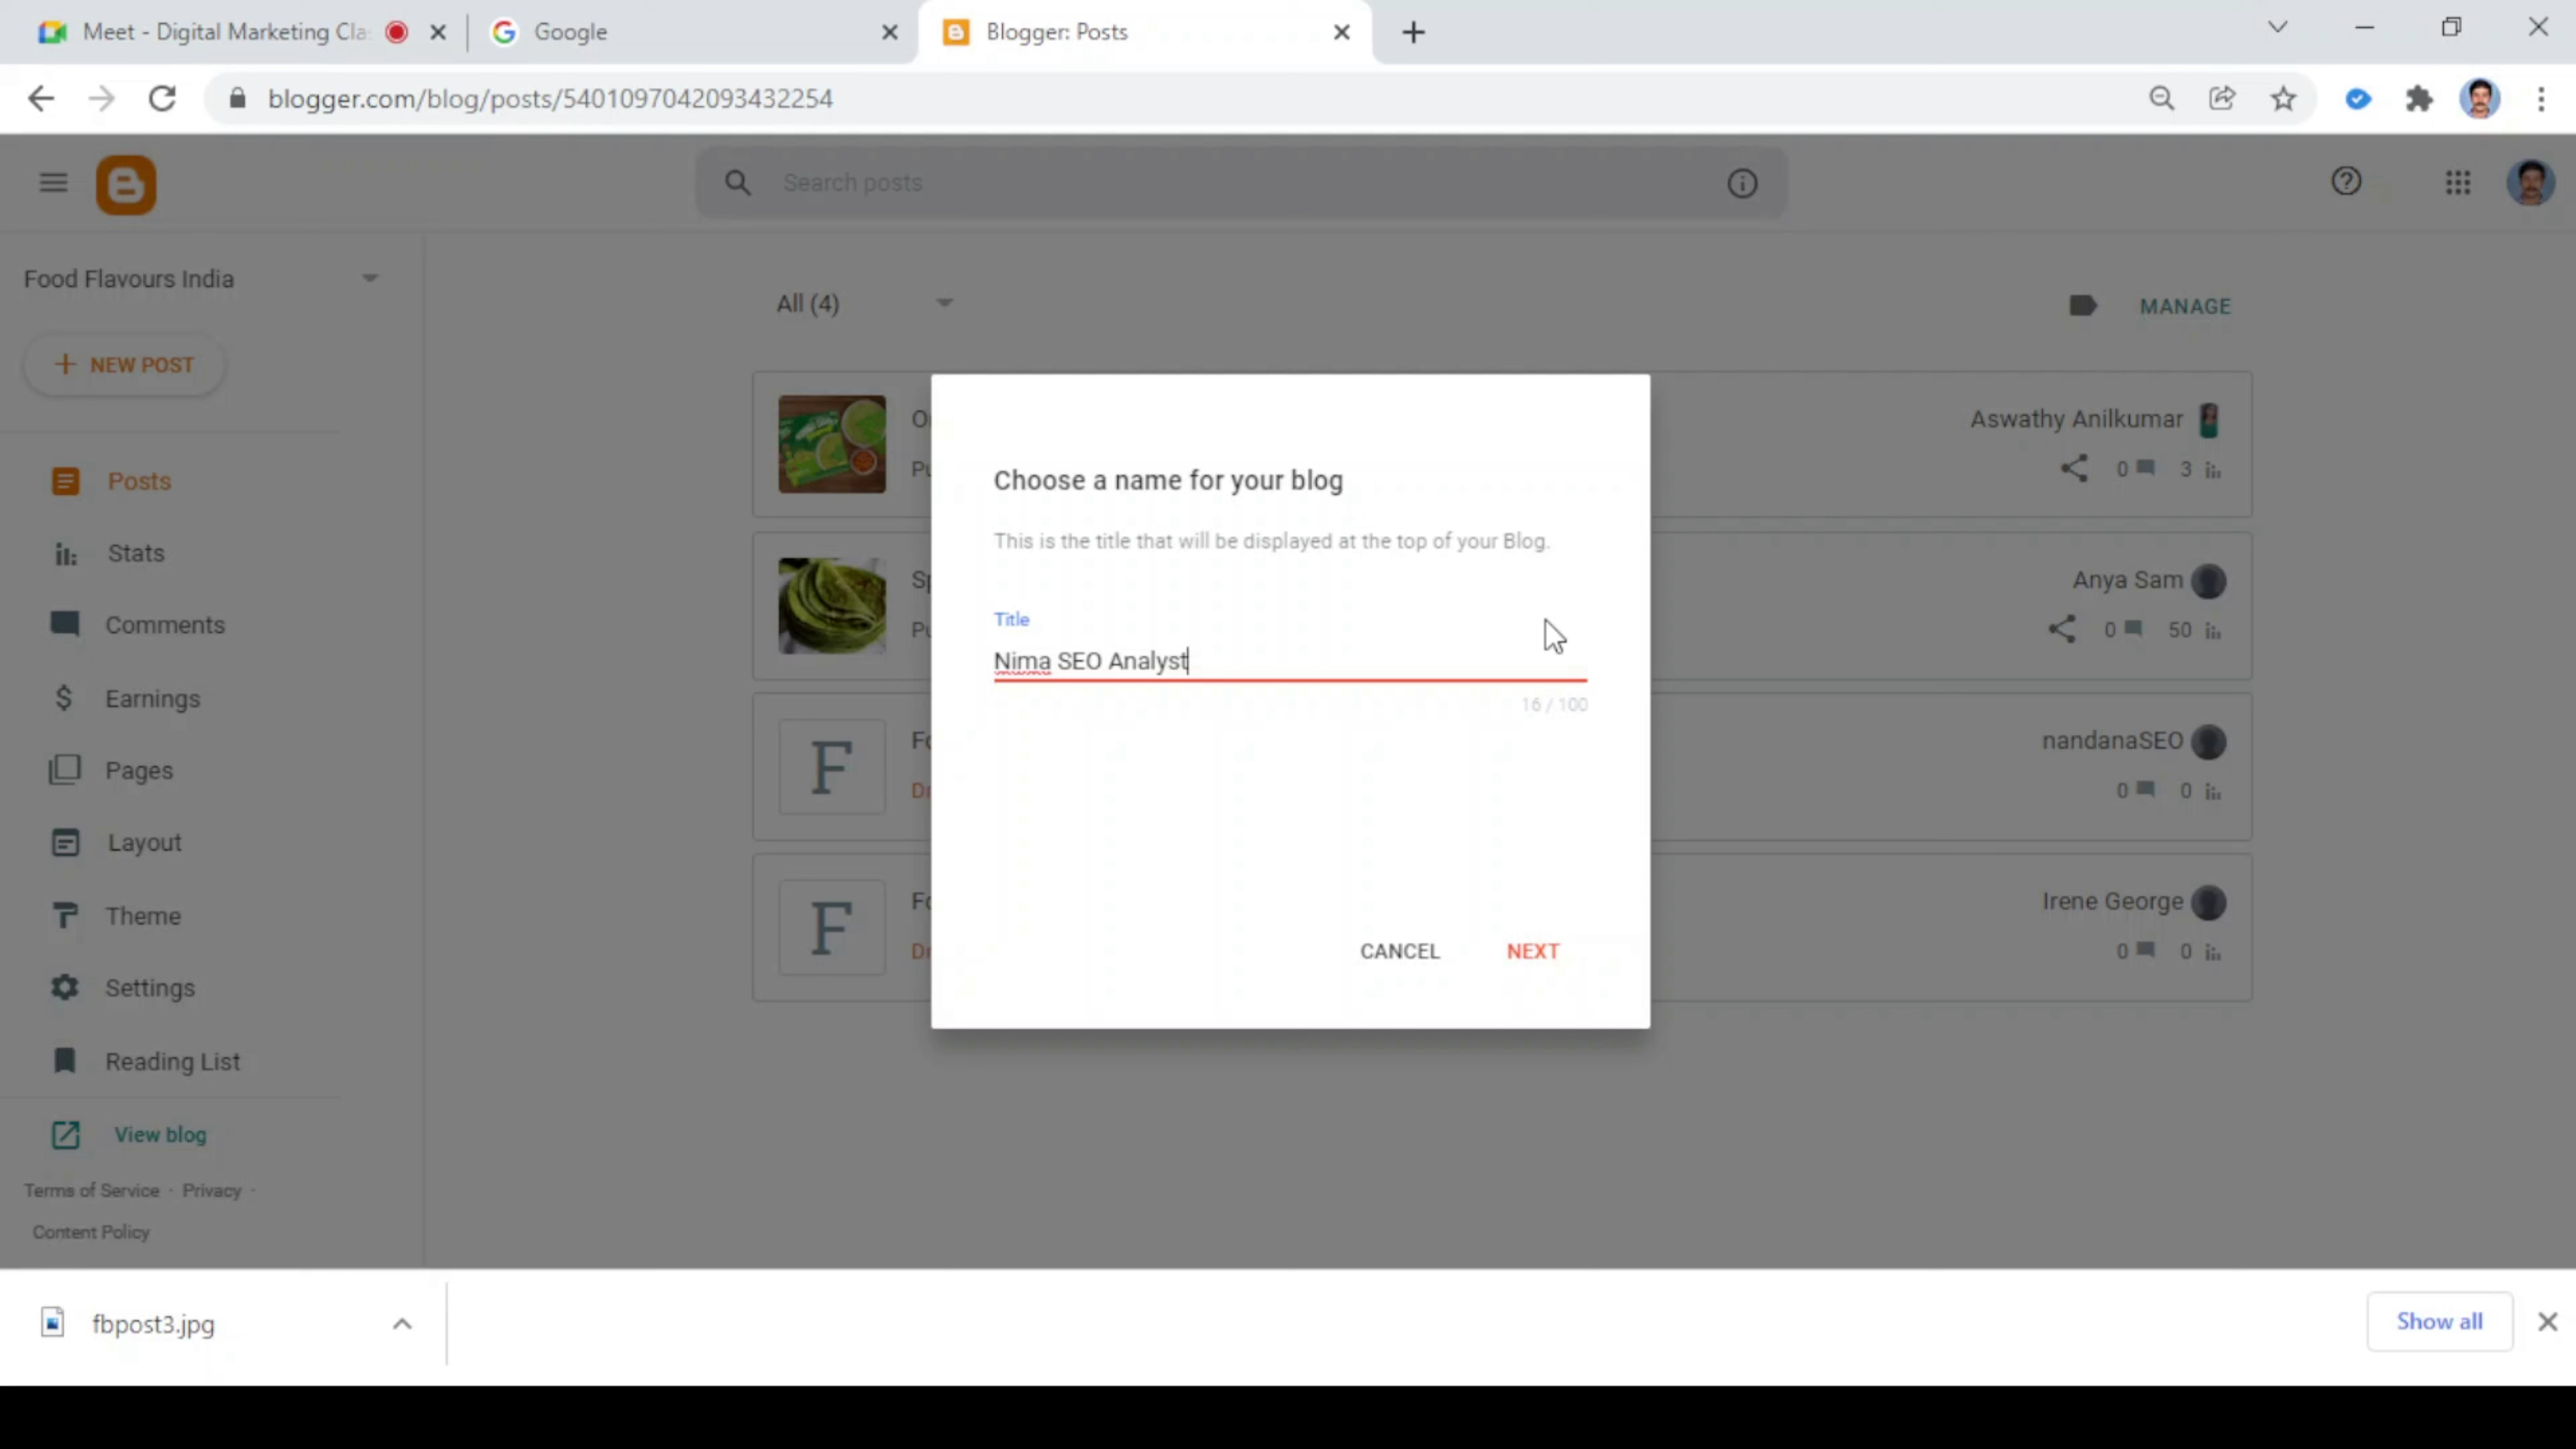 Meet - Digital Marketing Cla
Google
Blogger: Posts
blogger.com/blog/posts/5401097042093432254
Search posts
Food Flavours India
All (4)
MANAGE
+ NEW POST
Posts
Stats
Comments
Earnings
Pages
Layout
Theme
Settings
Reading List
View blog
Terms of Service · Privacy ·
Content Policy
Aswathy Anilkumar
0 3
Anya Sam
0 50
F
nandanaSEO
0 0
F
Irene George
0 0
Choose a name for your blog
This is the title that will be displayed at the top of your Blog.
Title
Nima SEO Analyst
16 / 100
CANCEL NEXT
fbpost3.jpg
Show all